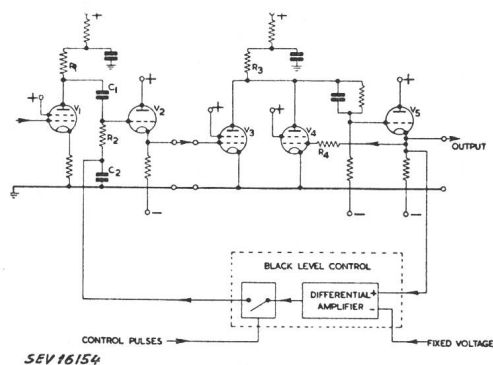 + +
R1 C1 R3
+ V1 + V2 + V3 + V4 + V5
R2 R4
OUTPUT
C2
- - -
BLACK LEVEL CONTROL
DIFFERENTIAL AMPLIFIER + -
CONTROL PULSES FIXED VOLTAGE
SEV 16154